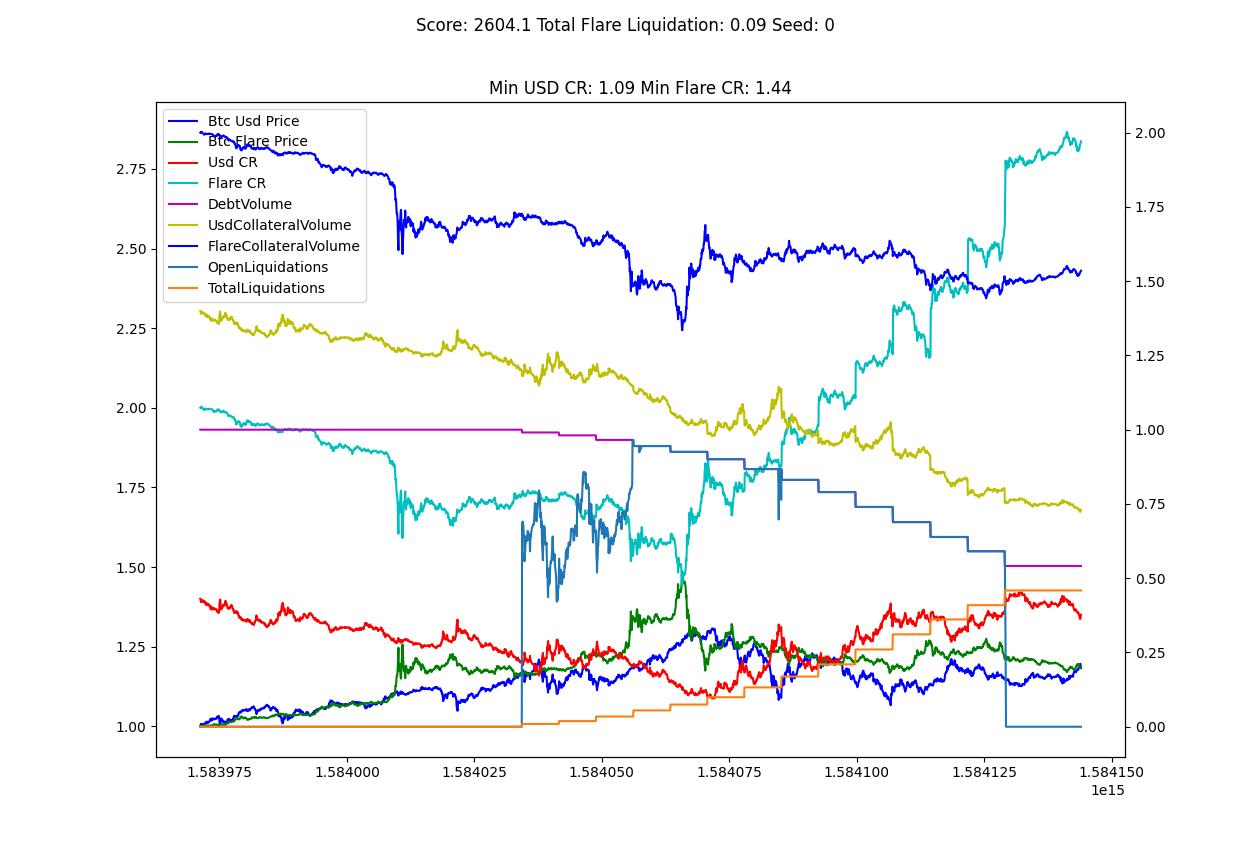 Score: 2604.1 Total Flare Liquidation: 0.09 Seed: 0
Min USD CR: 1.09 Min Flare CR: 1.44
Btc Usd Price
Btc Flare Price
Usd CR
Flare CR
DebtVolume
UsdCollateralVolume
FlareCollateralVolume
OpenLiquidations
TotalLiquidations
2.75
2.50
2.25
2.00
1.75
1.50
1.25
1.00
2.00
1.75
1.50
1.25
1.00
0.75
0.50
0.25
0.00
1.583975 1.584000 1.584025 1.584050 1.584075 1.584100 1.584125 1.584150
1e15